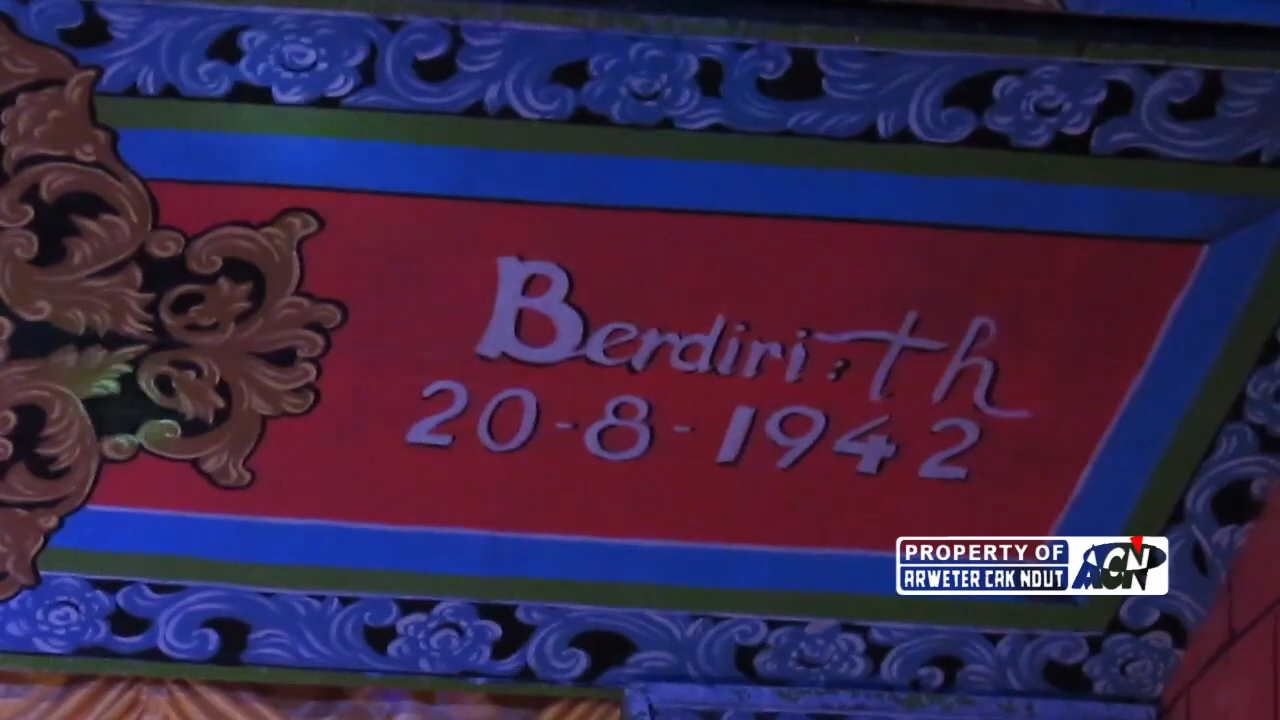 Berdiri : th
20-8-1942
PROPERTY OF
ARWETER CAK NDUT
ACN